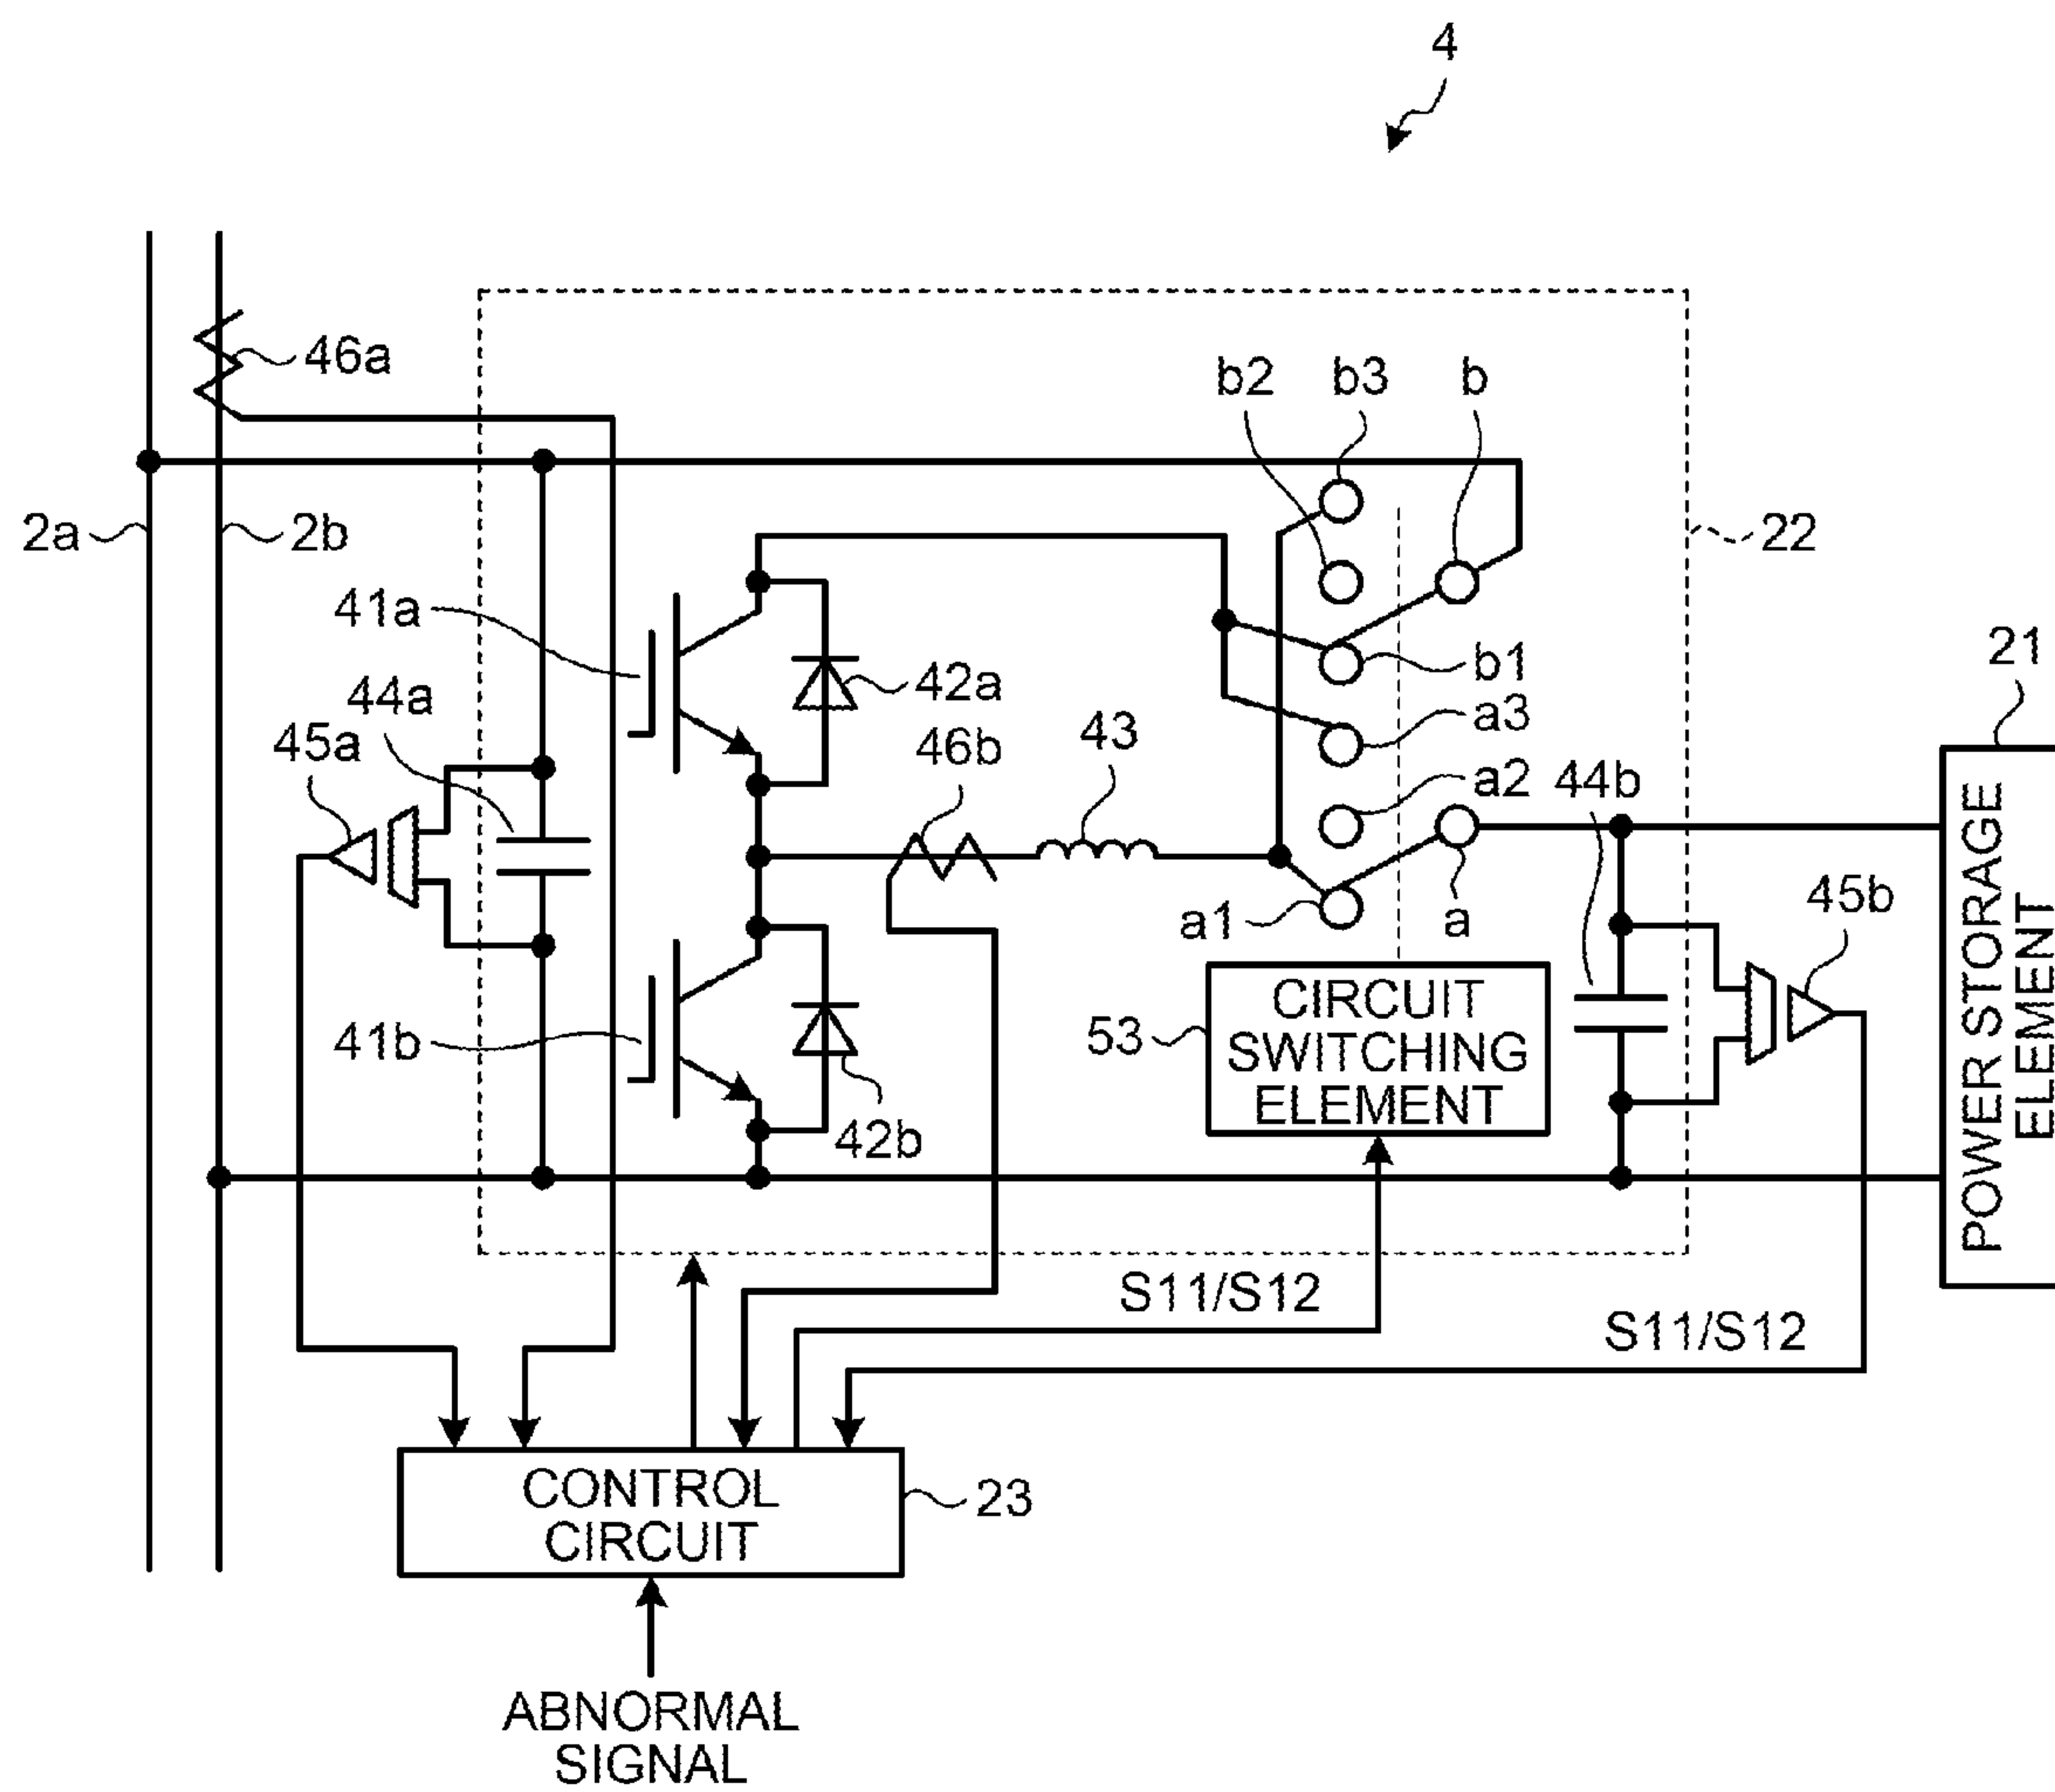 4
46a
b2
b3
b
2a
2b
22
41a
42a
b1
21
44a
45a
46b
43
a3
a2
44b
a1
a
45b
POWER STORAGE
ELEMENT
41b
42b
53
CIRCUIT
SWITCHING
ELEMENT
S11/S12
S11/S12
CONTROL
CIRCUIT
23
ABNORMAL
SIGNAL